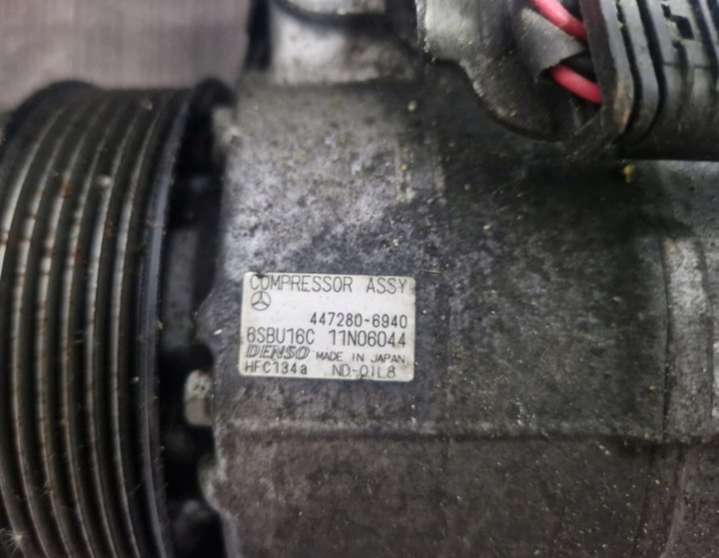 COMPRESSOR ASSY
447280-6940
6SBU16C 11N06044
DENSO MADE IN JAPAN
HFC134a ND-OIL8